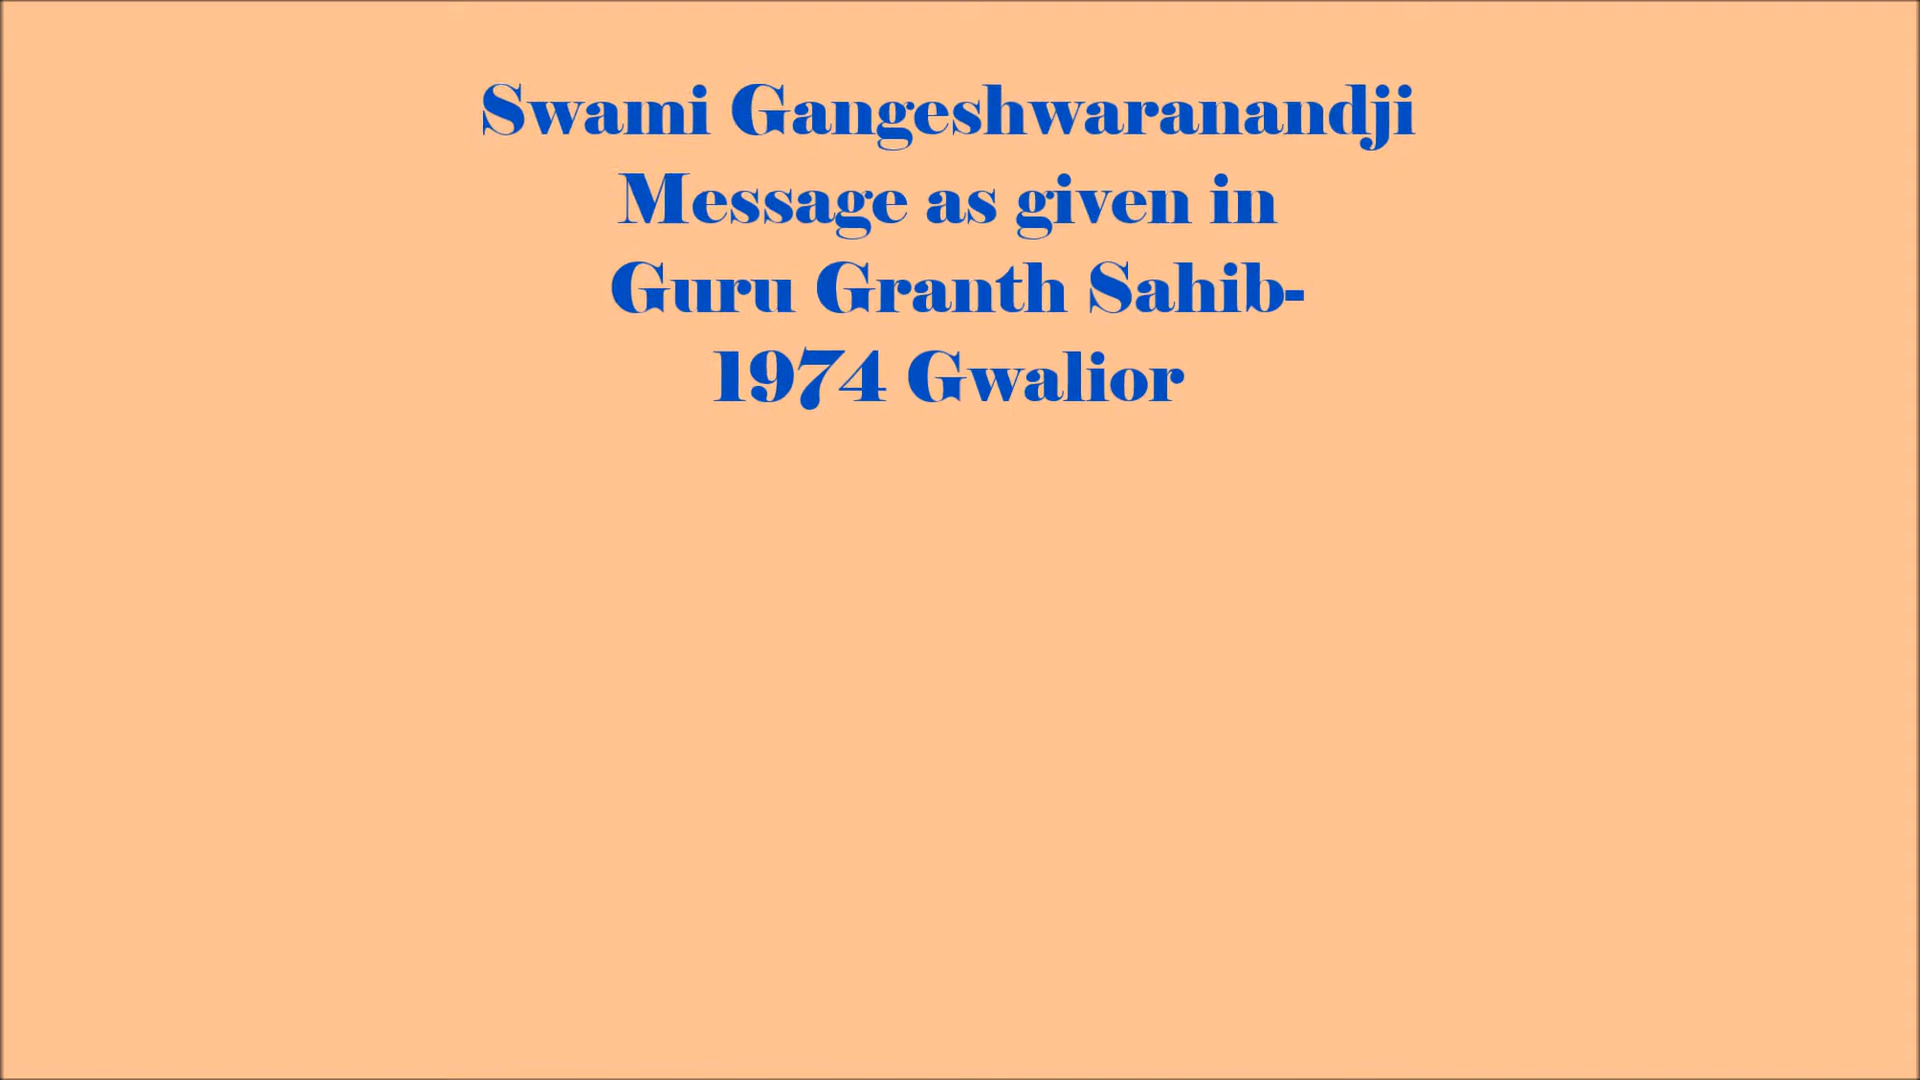 Swami Gangeshwaranandji
Message as given in
Guru Granth Sahib-
1974 Gwalior